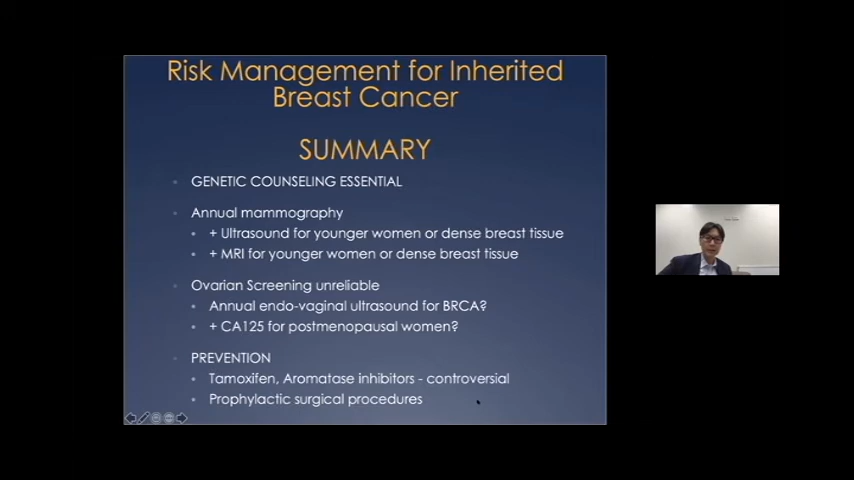 Risk Management for Inherited
Breast Cancer
SUMMARY
GENETIC COUNSELING ESSENTIAL
Annual mammography
+ Ultrasound for younger women or dense breast tissue
+ MRI for younger women or dense breast tissue
Ovarian Screening unreliable
Annual endo-vaginal ultrasound for BRCA?
+ CA125 for postmenopausal women?
PREVENTION
Tamoxifen, Aromatase inhibitors - controversial
Prophylactic surgical procedures